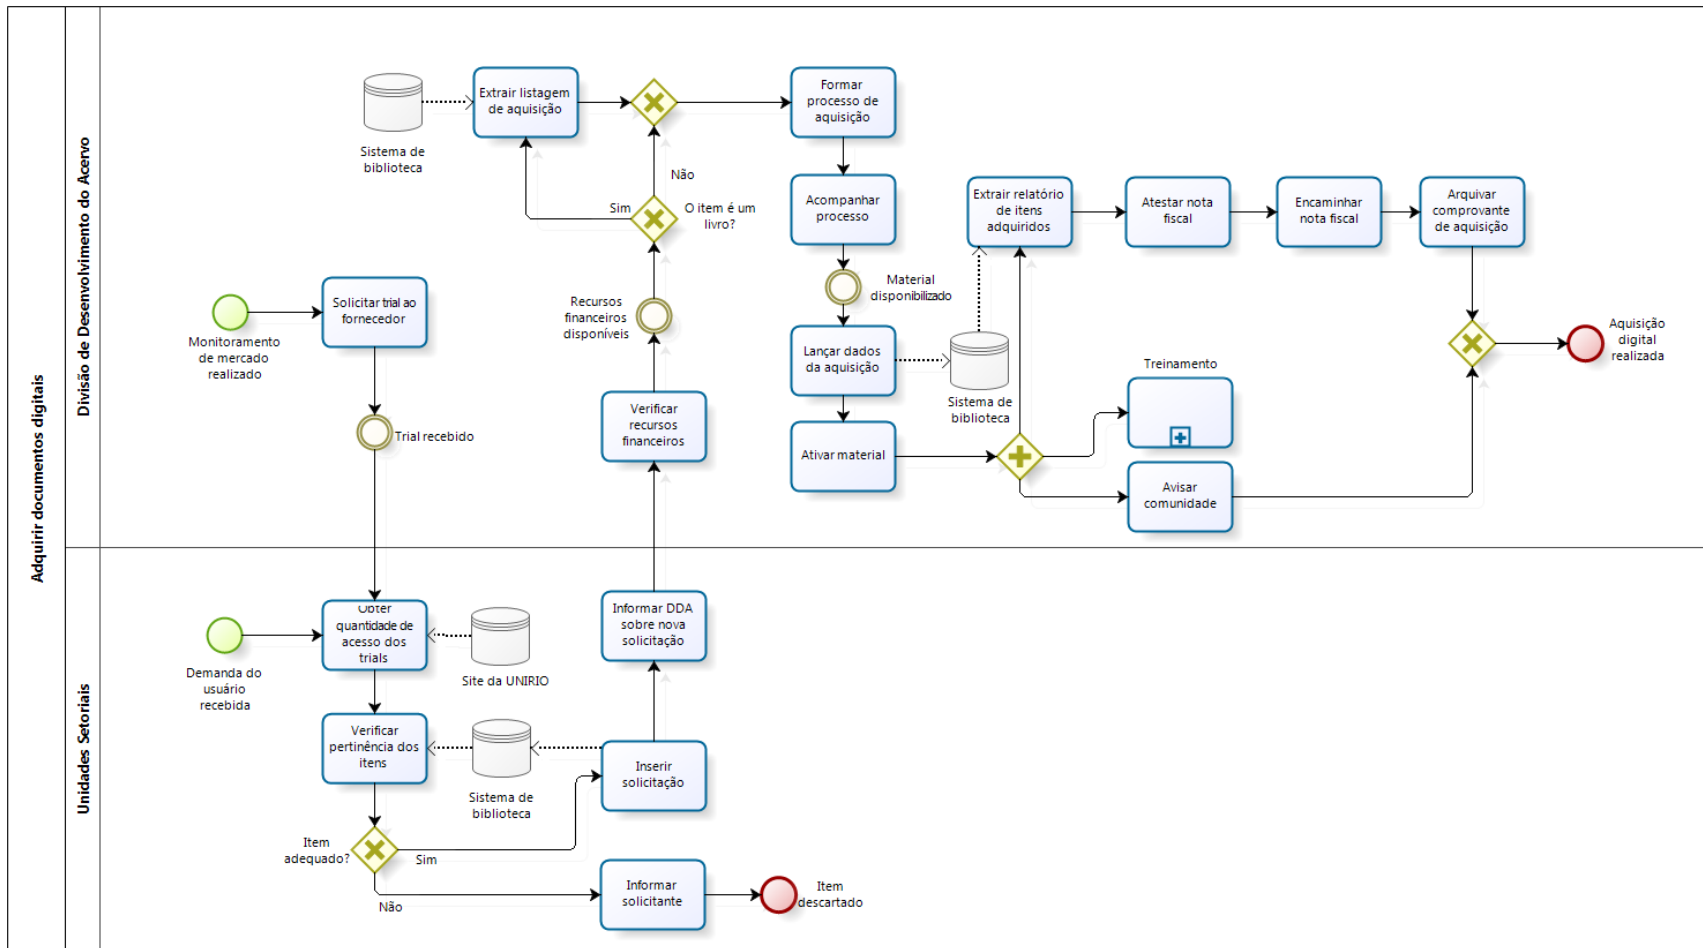 Adquirir documentos digitais
Divisão de Desenvolvimento do Acervo
Sistema de
biblioteca
Extrair listagem
de aquisição
Formar
processo de
aquisição
Não
Sim
O item é um
livro?
Acompanhar
processo
Extrair relatório
de itens
adquiridos
Atestar nota
fiscal
Encaminhar
nota fiscal
Arquivar
comprovante
de aquisição
Monitoramento
de mercado
realizado
Solicitar trial ao
fornecedor
Recursos
financeiros
disponíveis
Material
disponibilizado
Lançar dados
da aquisição
Sistema de
biblioteca
Aquisição
digital
realizada
Treinamento
Trial recebido
Verificar
recursos
financeiros
Ativar material
Avisar
comunidade
Unidades Setoriais
Demanda do
usuário
recebida
Obter
quantidade de
acesso dos
trials
Site da UNIRIO
Informar DDA
sobre nova
solicitação
Verificar
pertinência dos
itens
Sistema de
biblioteca
Inserir
solicitação
Item
adequado?
Sim
Não
Informar
solicitante
Item
descartado